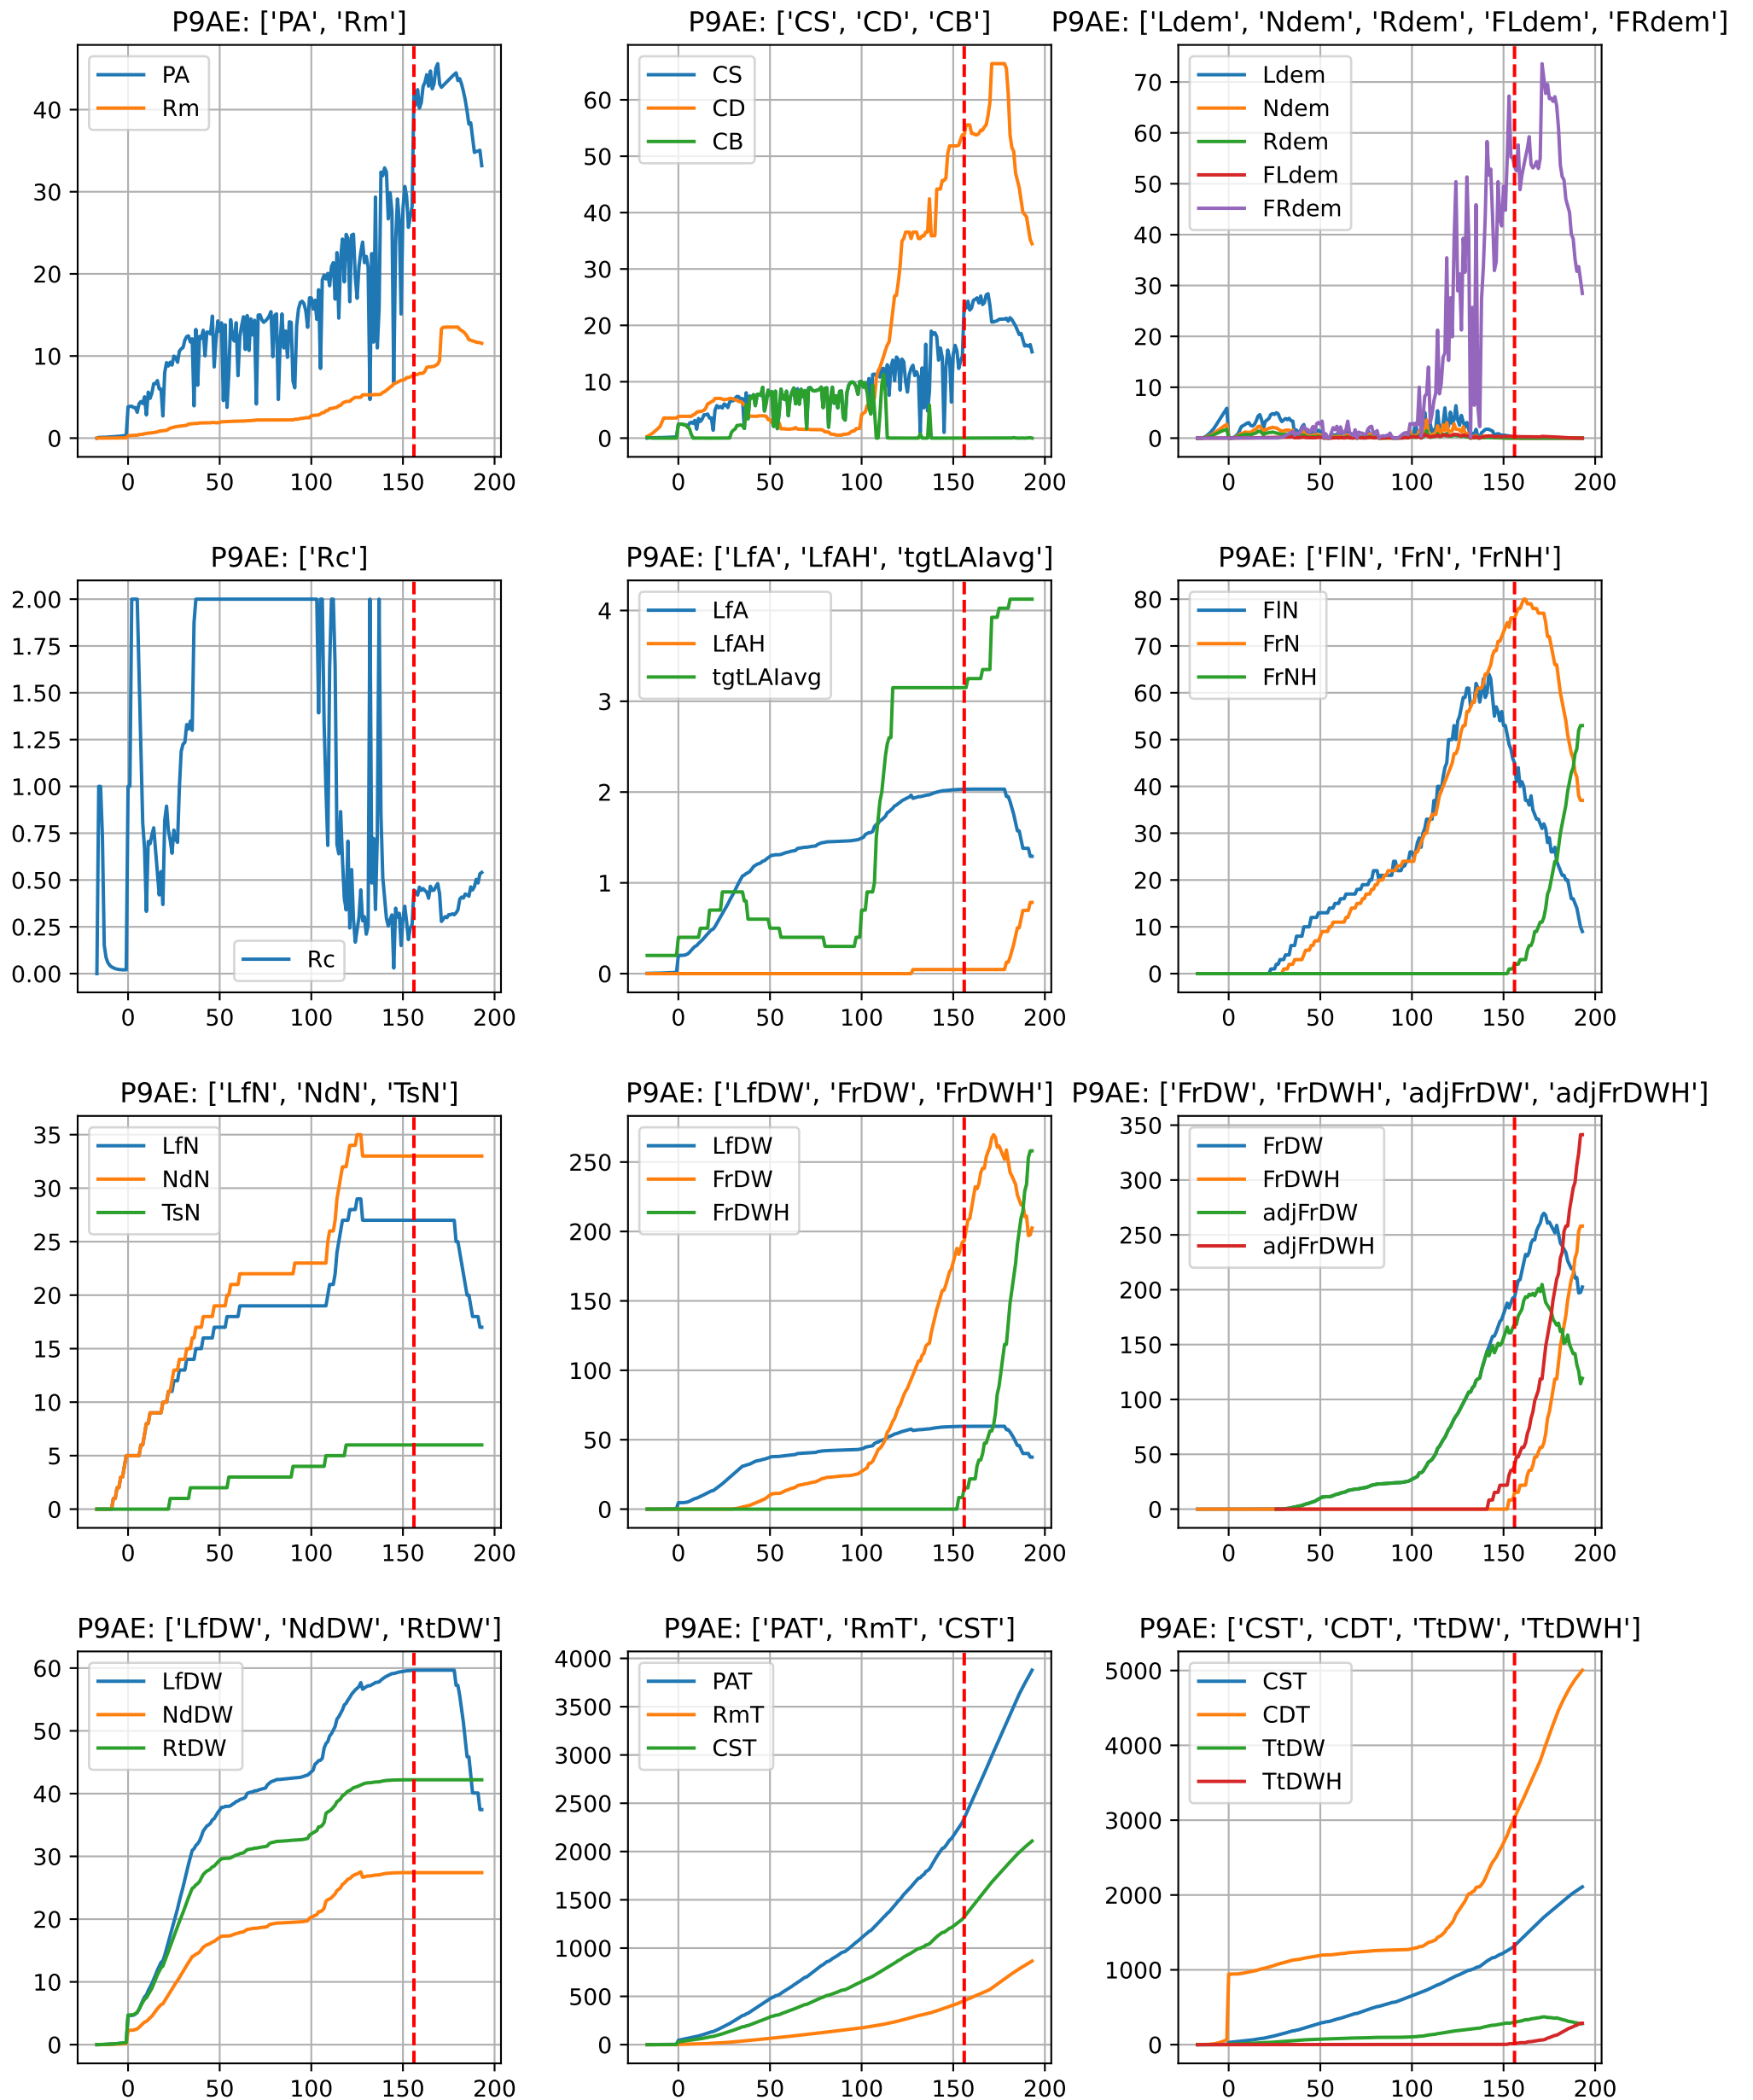 P9AE: ['PA', 'Rm']
PA
Rm
40
30
20
10
0
0 50 100 150 200
P9AE: ['CS', 'CD', 'CB']
CS
CD
CB
60
50
40
30
20
10
0
0 50 100 150 200
P9AE: ['Ldem', 'Ndem', 'Rdem', 'FLdem', 'FRdem']
Ldem
Ndem
Rdem
FLdem
FRdem
70
60
50
40
30
20
10
0
0 50 100 150 200
P9AE: ['Rc']
2.00
1.75
1.50
1.25
1.00
0.75
0.50
0.25
0.00
Rc
0 50 100 150 200
P9AE: ['LfA', 'LfAH', 'tgtLAIavg']
LfA
LfAH
tgtLAIavg
4
3
2
1
0
0 50 100 150 200
P9AE: ['FlN', 'FrN', 'FrNH']
FlN
FrN
FrNH
80
70
60
50
40
30
20
10
0
0 50 100 150 200
P9AE: ['LfN', 'NdN', 'TsN']
LfN
NdN
TsN
35
30
25
20
15
10
5
0
0 50 100 150 200
P9AE: ['LfDW', 'FrDW', 'FrDWH']
LfDW
FrDW
FrDWH
250
200
150
100
50
0
0 50 100 150 200
P9AE: ['FrDW', 'FrDWH', 'adjFrDW', 'adjFrDWH']
FrDW
FrDWH
adjFrDW
adjFrDWH
350
300
250
200
150
100
50
0
0 50 100 150 200
P9AE: ['LfDW', 'NdDW', 'RtDW']
LfDW
NdDW
RtDW
60
50
40
30
20
10
0
0 50 100 150 200
P9AE: ['PAT', 'RmT', 'CST']
PAT
RmT
CST
4000
3500
3000
2500
2000
1500
1000
500
0
0 50 100 150 200
P9AE: ['CST', 'CDT', 'TtDW', 'TtDWH']
CST
CDT
TtDW
TtDWH
5000
4000
3000
2000
1000
0
0 50 100 150 200